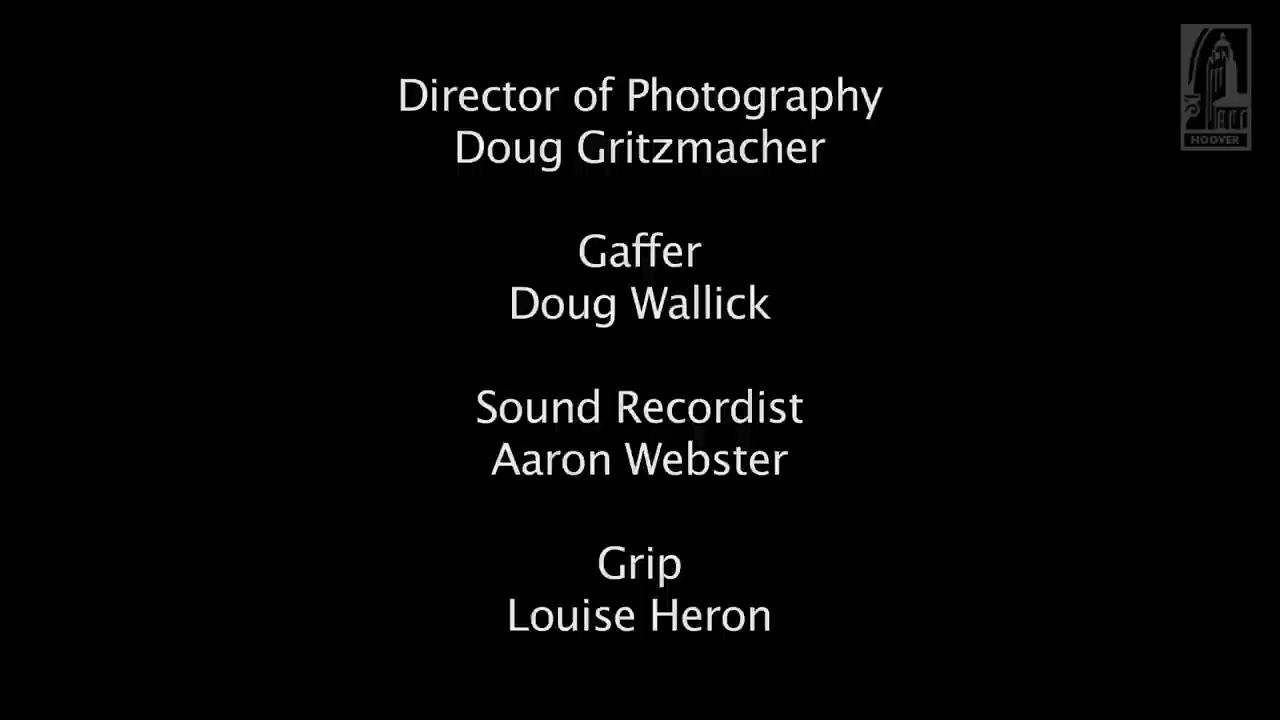 Director of Photography
Doug Gritzmacher
Gaffer
Doug Wallick
Sound Recordist
Aaron Webster
Grip
Louise Heron
HOOVER